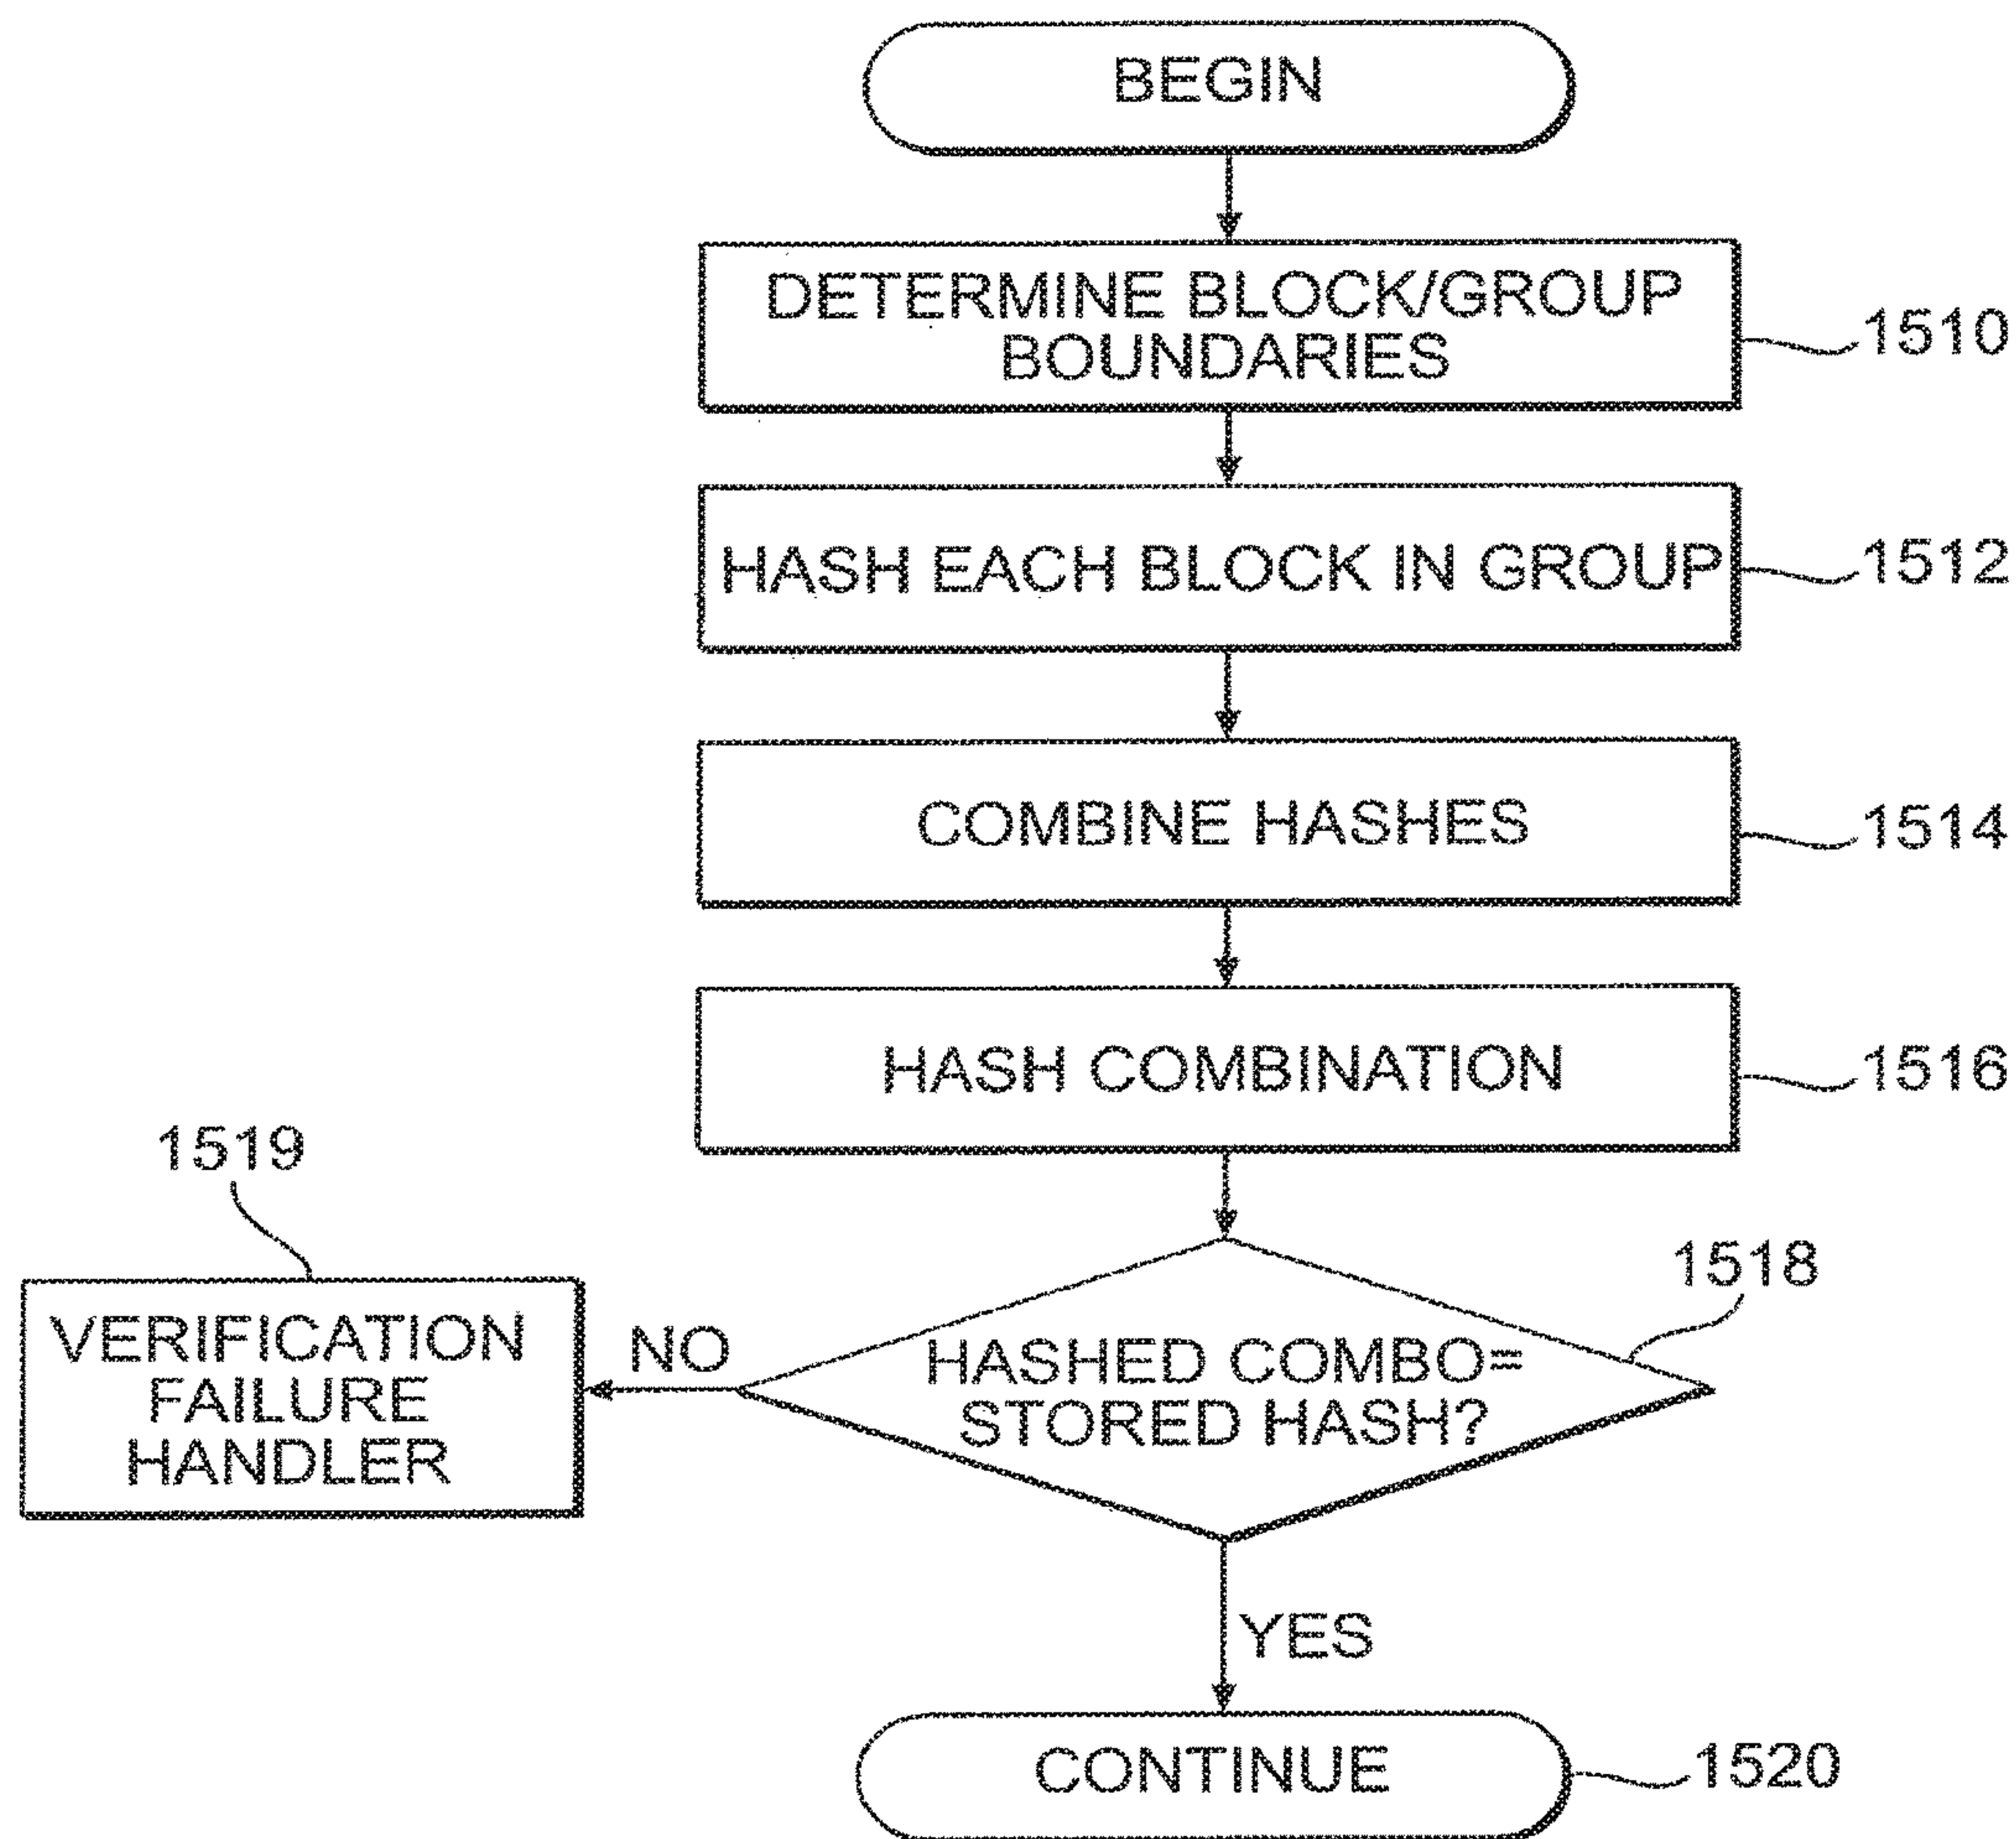 BEGIN
DETERMINE BLOCK/GROUP
BOUNDARIES
1510
HASH EACH BLOCK IN GROUP
1512
COMBINE HASHES
1514
HASH COMBINATION
1516
1519
1518
VERIFICATION
FAILURE
HANDLER
NO
HASHED COMBO=
STORED HASH?
YES
CONTINUE
1520